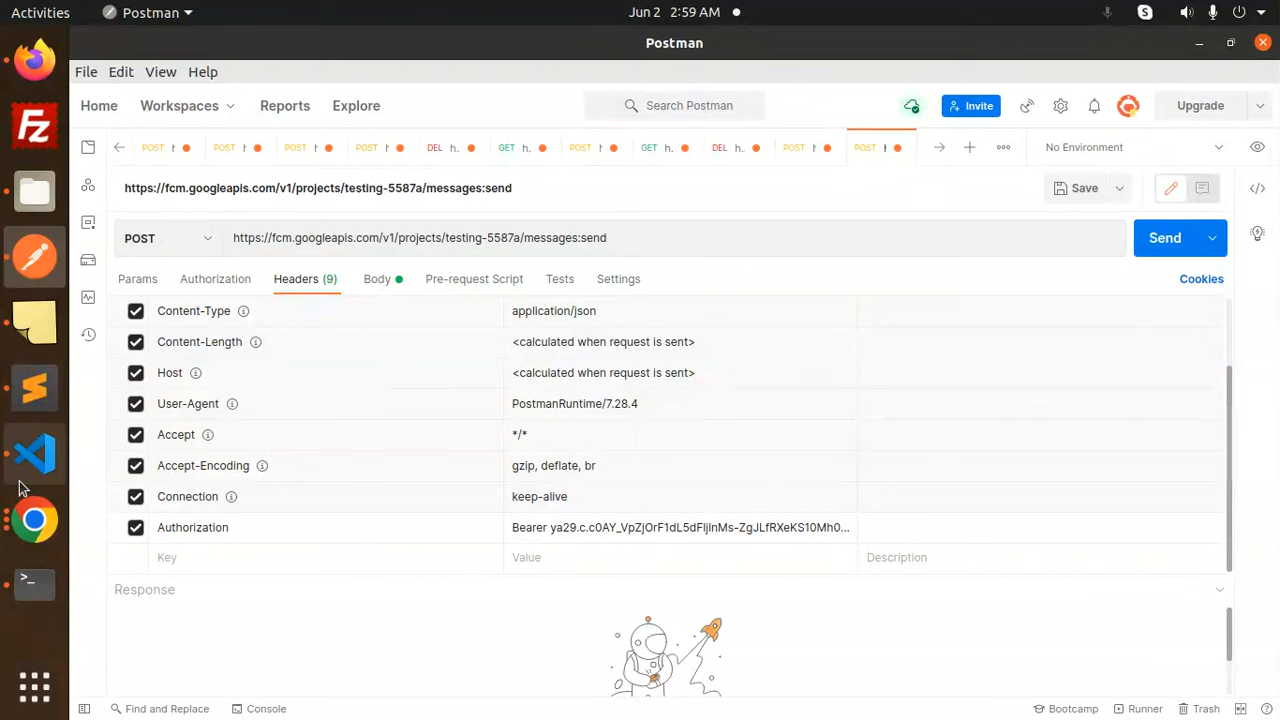 Activities Postman Jun 2 2:59 AM
Postman
File Edit View Help
Home Workspaces Reports Explore Search Postman Invite Upgrade
POST POST POST POST DEL h. GET h. POST GET h. DEL h. POST POST No Environment
https://fcm.googleapis.com/v1/projects/testing-5587a/messages:send Save
POST https://fcm.googleapis.com/v1/projects/testing-5587a/messages:send Send
Params Authorization Headers (9) Body Pre-request Script Tests Settings Cookies
Content-Type application/json
Content-Length <calculated when request is sent>
Host <calculated when request is sent>
User-Agent PostmanRuntime/7.28.4
Accept */*
Accept-Encoding gzip, deflate, br
Connection keep-alive
Authorization Bearer
Key Value Description
Response
Find and Replace Console Bootcamp Runner Trash